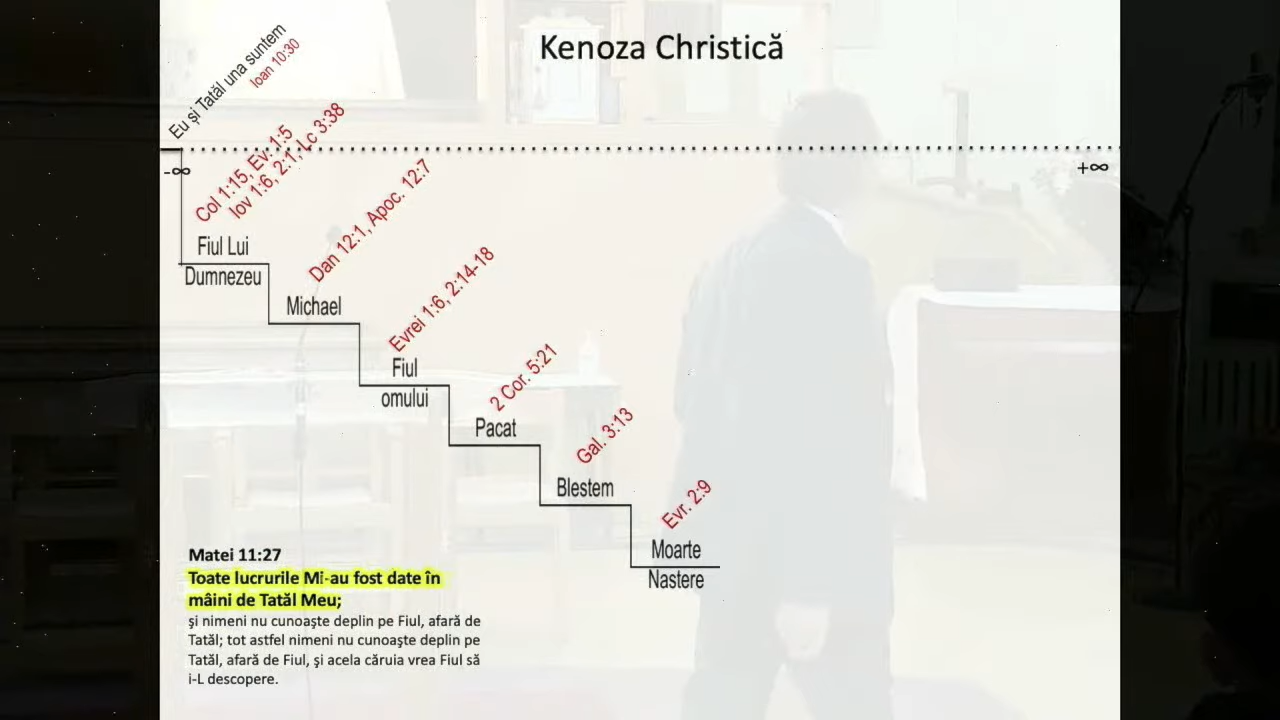 Kenoza Christică
Eu și Tatăl una suntem
Ioan 10:30
-∞
+∞
Col 1:15, Ev. 1:5
Iov 1:6, 2:1, Lc 3:38
Fiul Lui
Dumnezeu
Dan 12:1, Apoc. 12:7
Michael
Evrei 1:6, 2:14-18
Fiul
omului
2 Cor. 5:21
Pacat
Gal. 3:13
Blestem
Evr. 2:9
Moarte
Nastere
Matei 11:27
Toate lucrurile Mi-au fost date în
mâini de Tatăl Meu;
şi nimeni nu cunoaşte deplin pe Fiul, afară de
Tatăl; tot astfel nimeni nu cunoaşte deplin pe
Tatăl, afară de Fiul, şi acela căruia vrea Fiul să
i-L descopere.